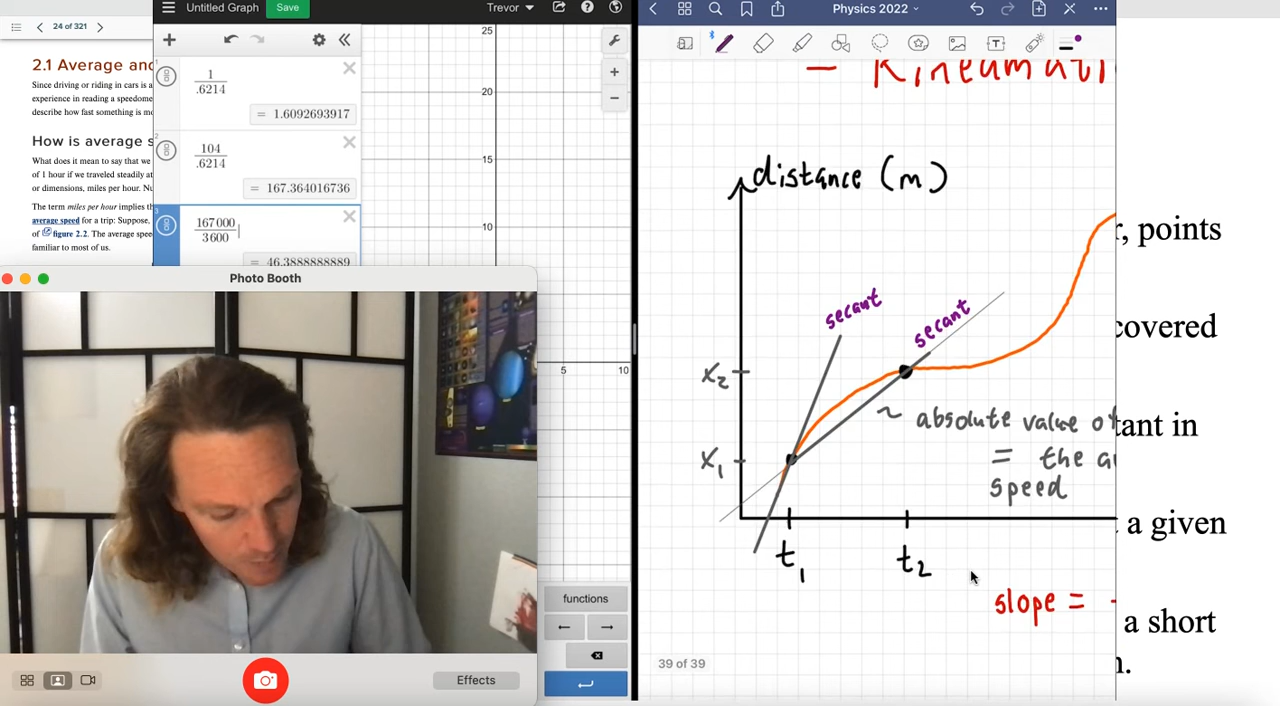 24 of 321
2.1 Average and
Since driving or riding in cars is a
experience in reading a speedome
describe how fast something is mo
How is average s
What does it mean to say that we
of 1 hour if we traveled steadily at
or dimensions, miles per hour. Nu
The term miles per hour implies th
average speed for a trip: Suppose,
of figure 2.2. The average spee
familiar to most of us.
Untitled Graph
Save
Trevor
1
1
.6214
= 1.6092693917
2
104
.6214
= 167.364016736
3
167000
3600
= 46.3888888889
25
20
15
10
5
10
functions
Photo Booth
Effects
Physics 2022
- Kinemati
distance (m)
secant
secant
x2
x1
~ absolute value of
= the av
speed
t1
t2
slope =
39 of 39
r, points
covered
tant in
a given
a short
n.